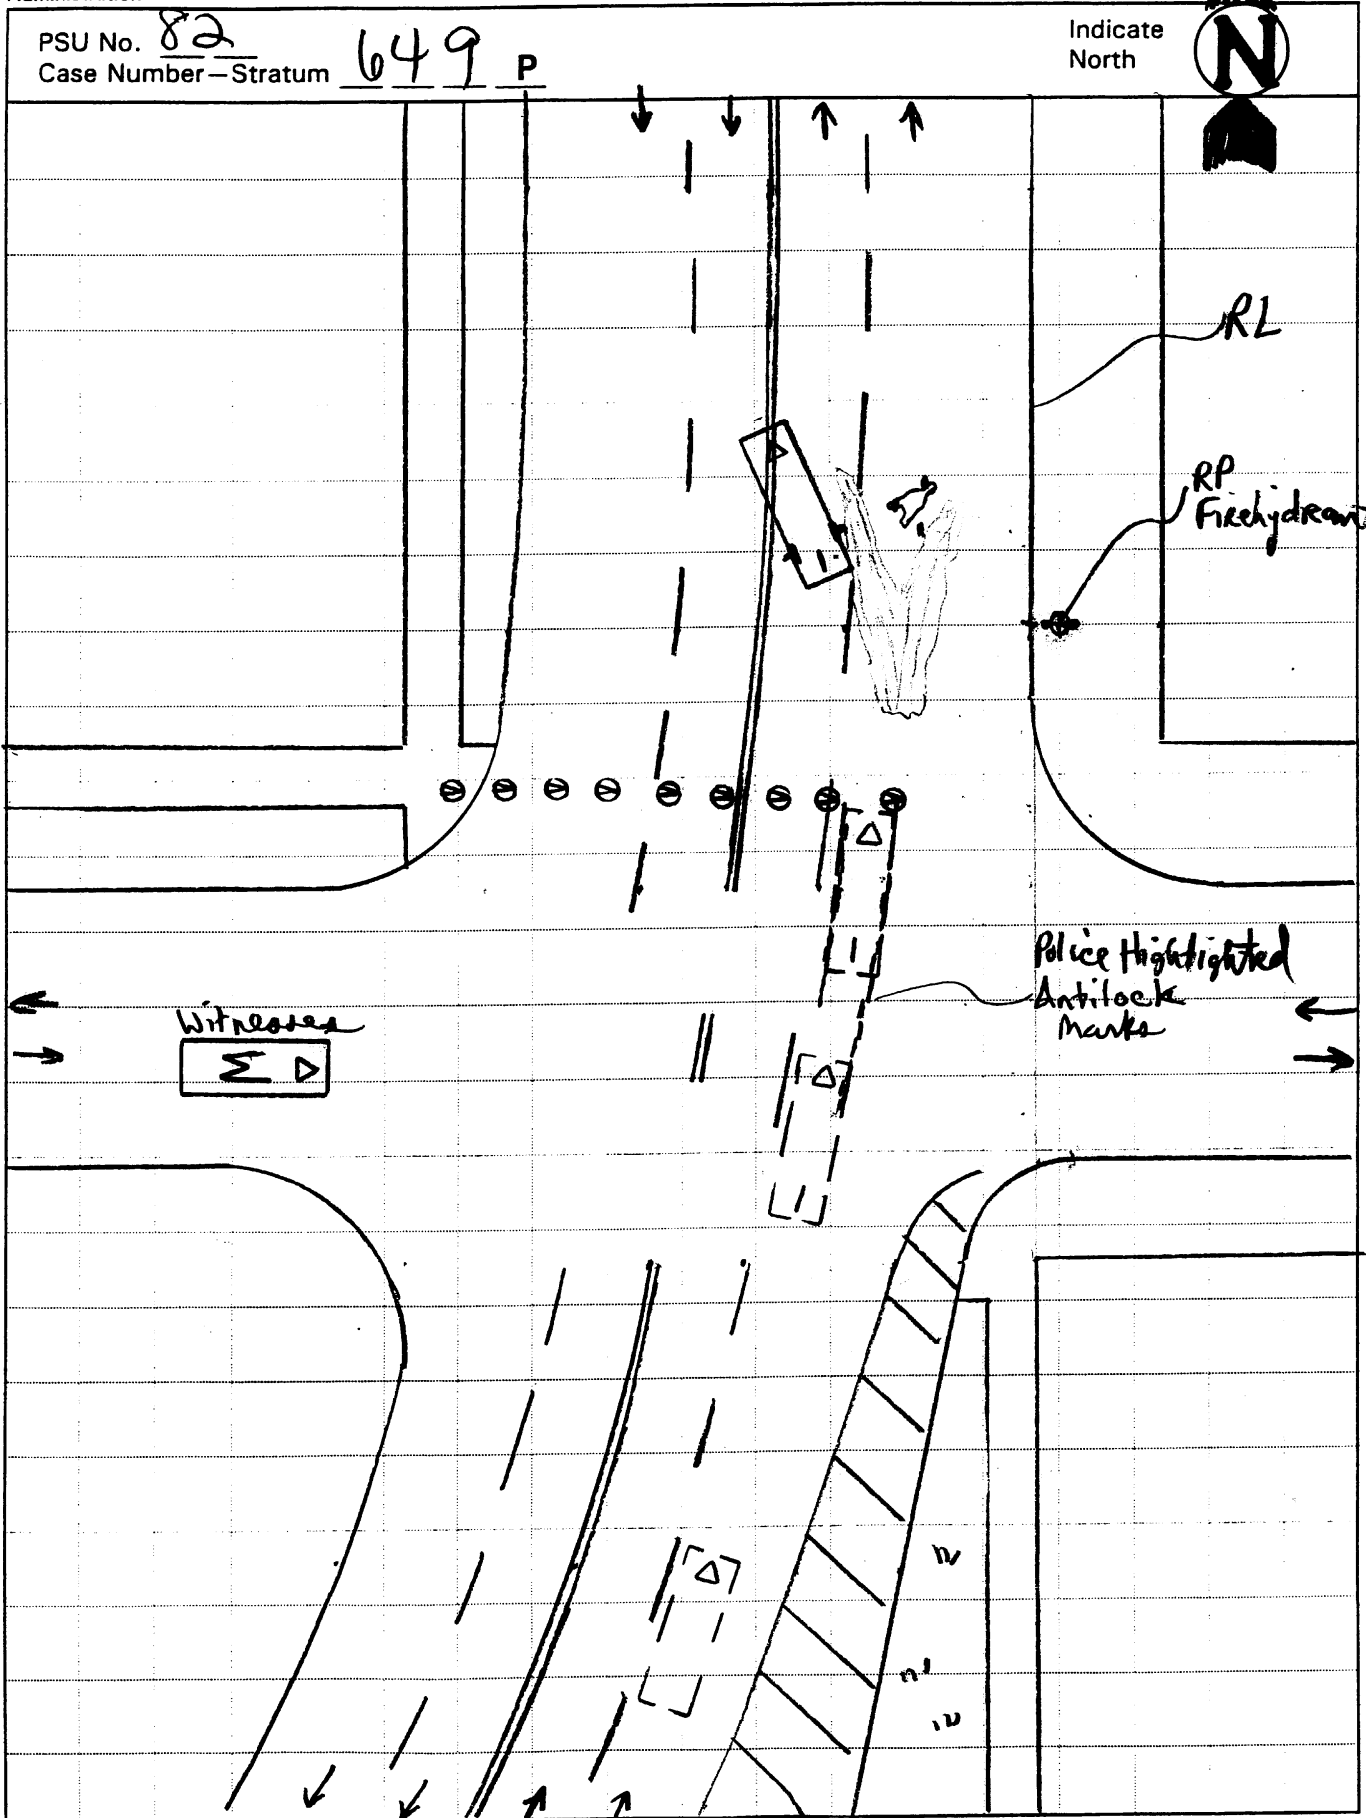 PSU No. 82
Case Number—Stratum 649 P
Indicate
North
N
RL
RP
Firehydrant
Police Highlighted
Antilock
Marks
Witnesses